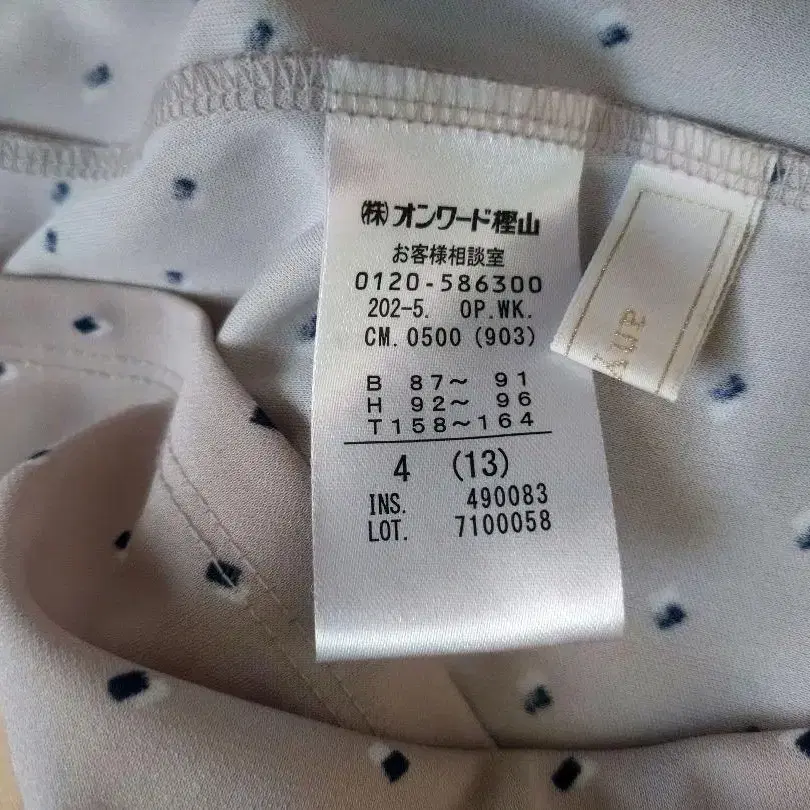 (株)オンワード樫山
お客様相談室
0120-586300
202-5. OP.WK.
CM. 0500 (903)
B 87～ 91
H 92～ 96
T 158～164
4 (13)
INS. 490083
LOT. 7100058